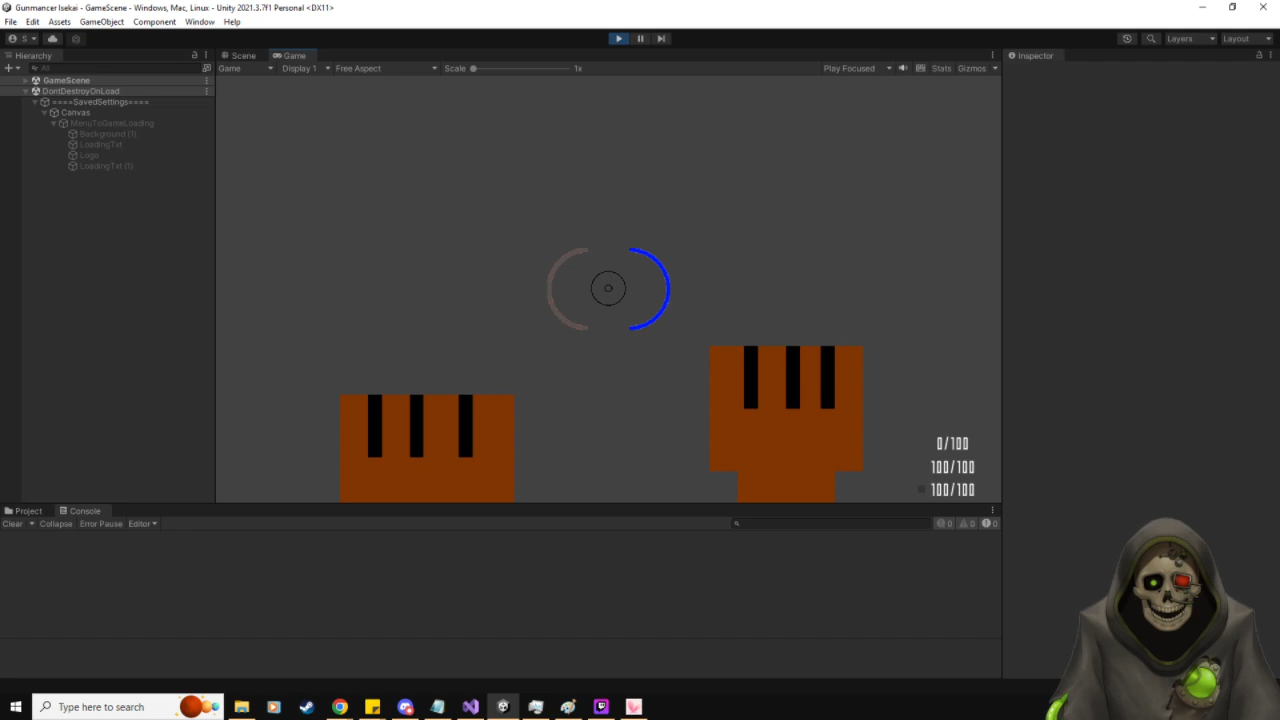 Gunmancer Isekai - GameScene - Windows, Mac, Linux - Unity 2021.3.7f1 Personal <DX11>
File Edit Assets GameObject Component Window Help
S Layers Layout
Hierarchy Scene Game Inspector
All Game Display 1 Free Aspect Scale 1x Play Focused Stats Gizmos
GameScene
DontDestroyOnLoad
====SavedSettings====
Canvas
MenuToGameLoading
Background (1)
LoadingTxt
Logo
LoadingTxt (1)
0/100
100/100
100/100
Project Console
Clear Collapse Error Pause Editor 0 0 0
Type here to search